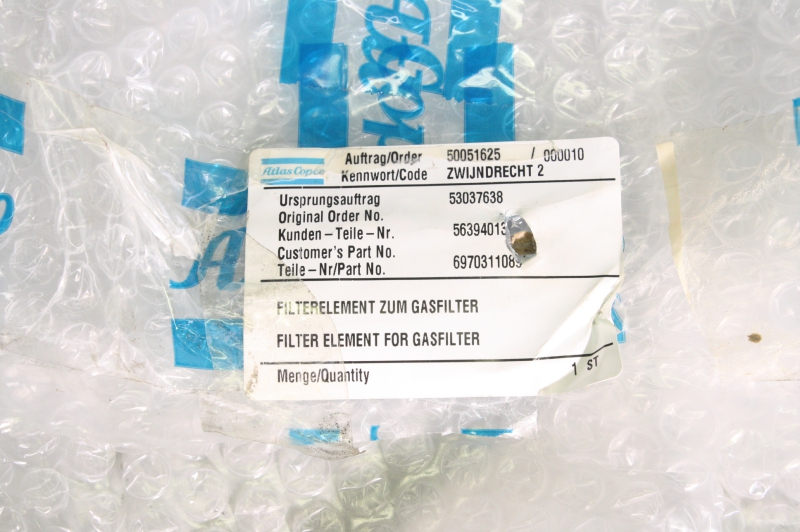 Atlas Copco
Auftrag/Order 50051625 / 000010
Kennwort/Code ZWIJNDRECHT 2
Ursprungsauftrag 53037638
Original Order No.
Kunden-Teile-Nr.
Customer's Part No.
Teile-Nr/Part No.
FILTERELEMENT ZUM GASFILTER
FILTER ELEMENT FOR GASFILTER
Menge/Quantity 1 ST